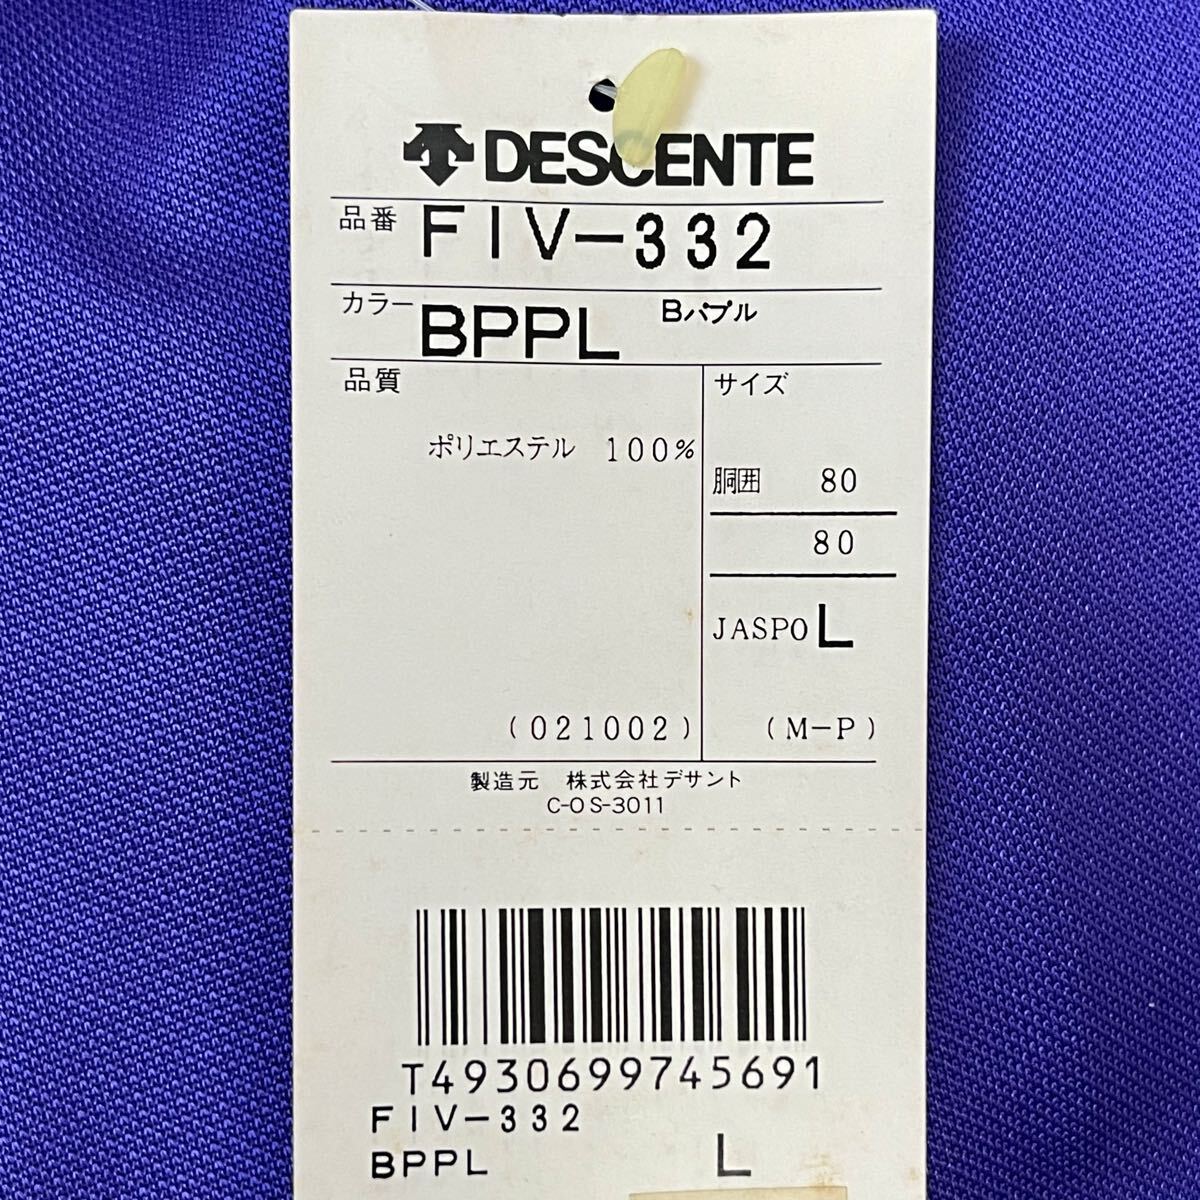 DESCENTE
品番 FIV-332
カラー BPPL Bパプル
品質
ポリエステル 100%
(021002)
サイズ
胴囲 80
80
JASPO L
(M-P)
製造元 株式会社デサント
C-OS-3011
T4930699745691
FIV-332
BPPL L